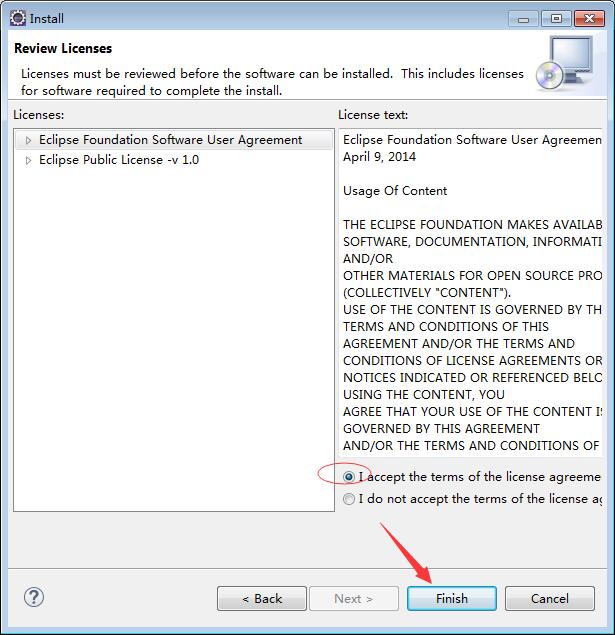 Install
Review Licenses
Licenses must be reviewed before the software can be installed. This includes licenses
for software required to complete the install.
Licenses:
Eclipse Foundation Software User Agreement
Eclipse Public License -v 1.0
License text:
Eclipse Foundation Software User Agreemen
April 9, 2014
Usage Of Content
THE ECLIPSE FOUNDATION MAKES AVAILAB
SOFTWARE, DOCUMENTATION, INFORMATI
AND/OR
OTHER MATERIALS FOR OPEN SOURCE PRO
(COLLECTIVELY "CONTENT").
USE OF THE CONTENT IS GOVERNED BY TH
TERMS AND CONDITIONS OF THIS
AGREEMENT AND/OR THE TERMS AND
CONDITIONS OF LICENSE AGREEMENTS OR
NOTICES INDICATED OR REFERENCED BELO
USING THE CONTENT, YOU
AGREE THAT YOUR USE OF THE CONTENT IS
GOVERNED BY THIS AGREEMENT
AND/OR THE TERMS AND CONDITIONS OF
I accept the terms of the license agreeme
I do not accept the terms of the license ag
?
< Back
Next >
Finish
Cancel